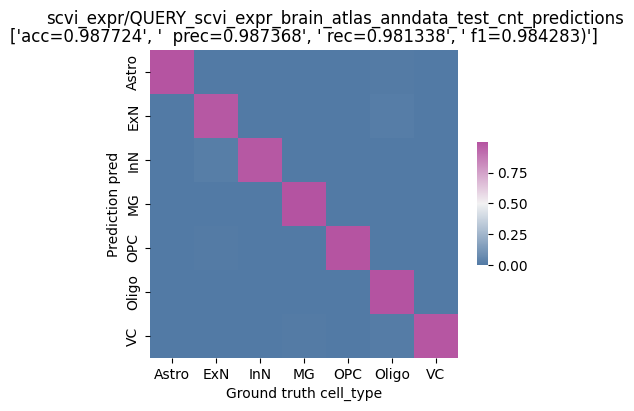 scvi_expr/QUERY_scvi_expr_brain_atlas_anndata_test_cnt_predictions
['acc=0.987724', '  prec=0.987368', ' rec=0.981338', ' f1=0.984283)']
Prediction pred
Astro
ExN
InN
MG
OPC
Oligo
VC
Astro ExN InN MG OPC Oligo VC
Ground truth cell_type
0.75
0.50
0.25
0.00